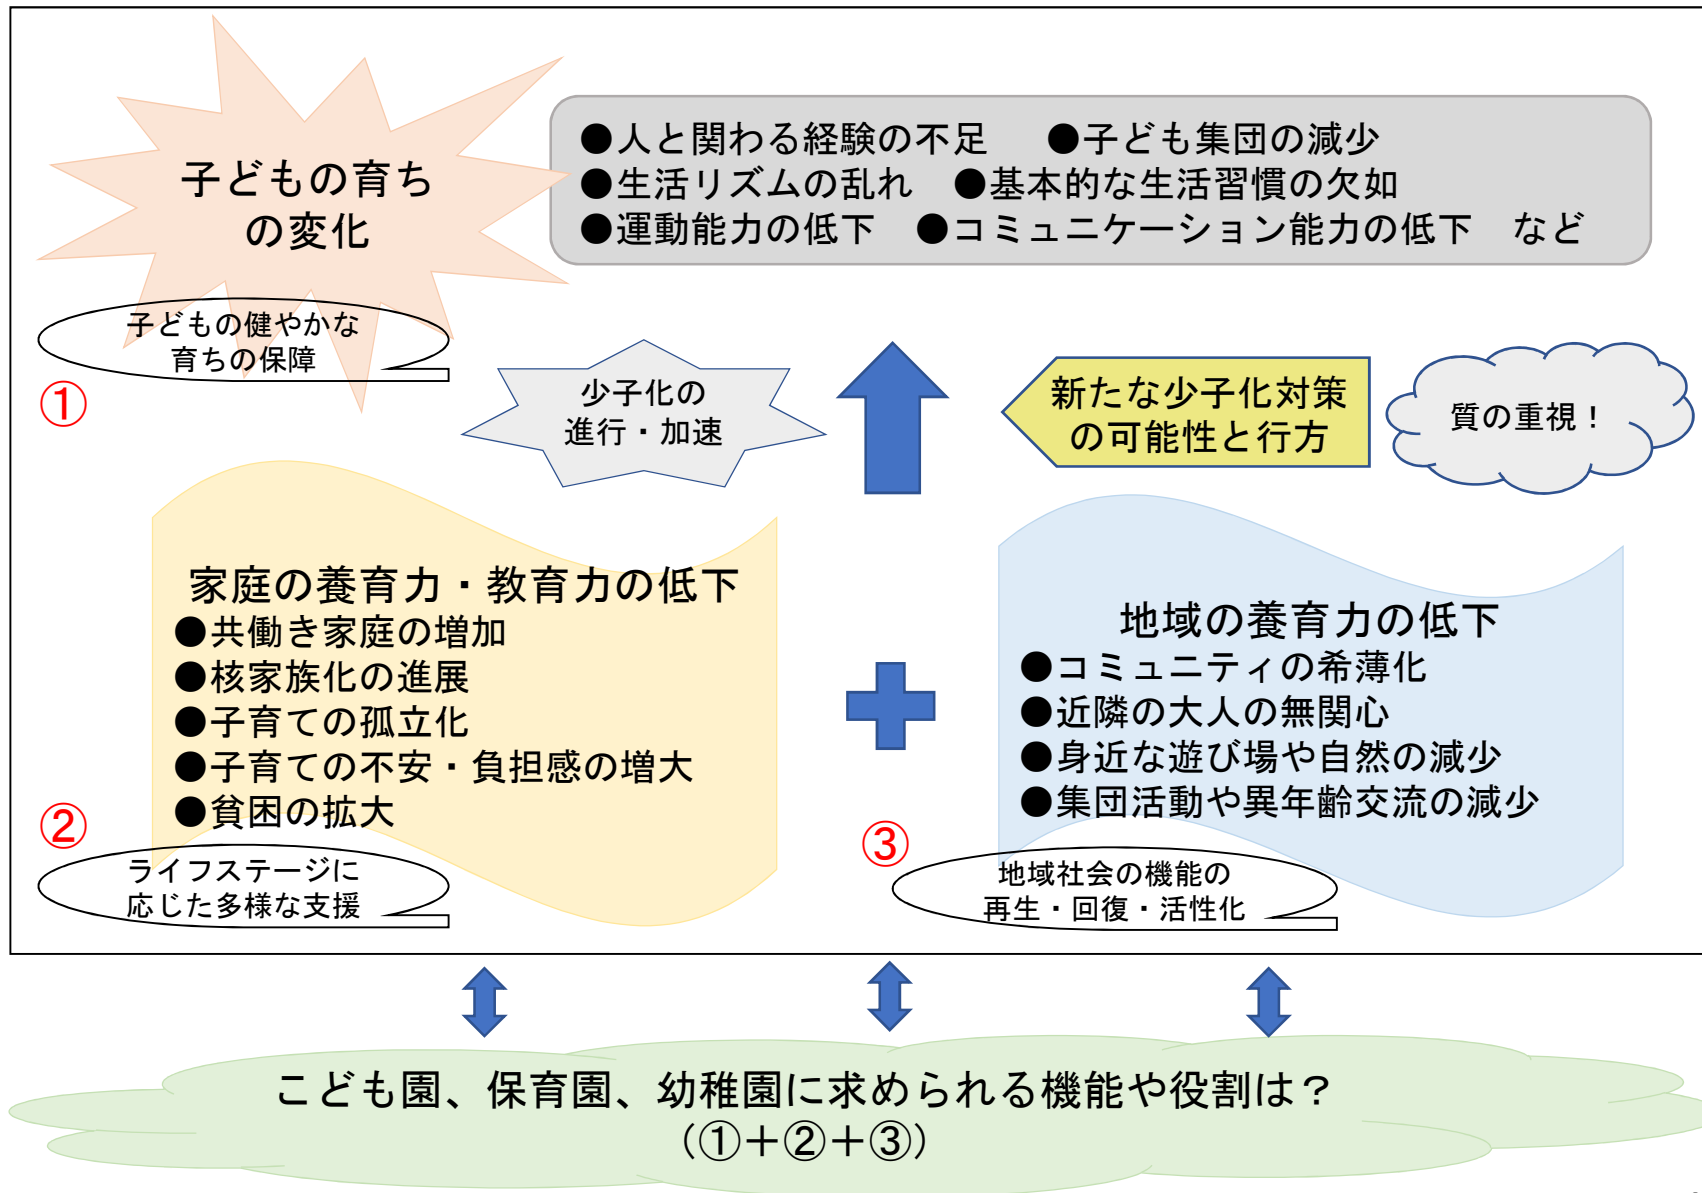 子どもの育ち
の変化
●人と関わる経験の不足　●子ども集団の減少
●生活リズムの乱れ　●基本的な生活習慣の欠如
●運動能力の低下　●コミュニケーション能力の低下　など
子どもの健やかな
育ちの保障
①
少子化の
進行・加速
新たな少子化対策
の可能性と行方
質の重視！
家庭の養育力・教育力の低下
●共働き家庭の増加
●核家族化の進展
●子育ての孤立化
●子育ての不安・負担感の増大
●貧困の拡大
②
ライフステージに
応じた多様な支援
地域の養育力の低下
●コミュニティの希薄化
●近隣の大人の無関心
●身近な遊び場や自然の減少
●集団活動や異年齢交流の減少
③
地域社会の機能の
再生・回復・活性化
こども園、保育園、幼稚園に求められる機能や役割は？
（①＋②＋③）